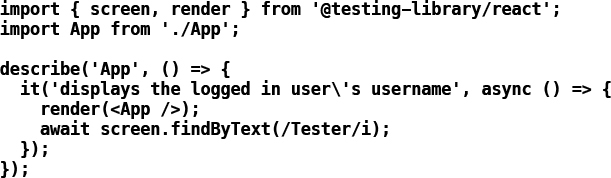 import { screen, render } from '@testing-library/react';
import App from './App';

describe('App', () => {
  it('displays the logged in user\'s username', async () => {
    render(<App />);
    await screen.findByText(/Tester/i);
  });
});